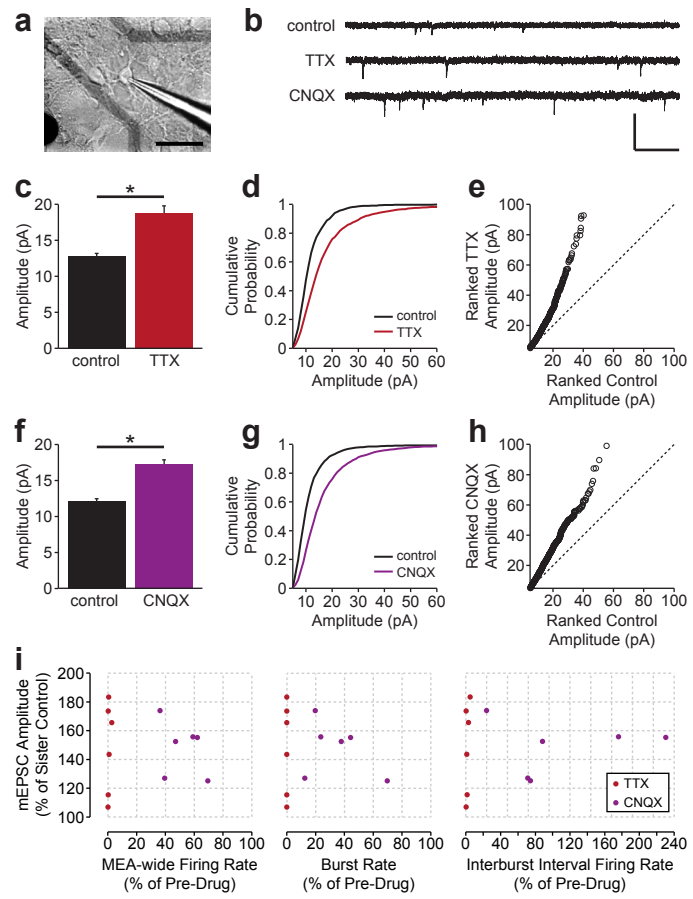 a
b
control
TTX
CNQX
c
*
20
15
10
5
0
Amplitude (pA)
control
TTX
d
1
0.8
0.6
0.4
0.2
0
Cumulative
Probability
control
TTX
10 20 30 40 50 60
Amplitude (pA)
e
100
80
60
40
20
Ranked TTX
Amplitude (pA)
20 40 60 80 100
Ranked Control
Amplitude (pA)
f
*
20
15
10
5
0
Amplitude (pA)
control
CNQX
g
1
0.8
0.6
0.4
0.2
0
Cumulative
Probability
control
CNQX
10 20 30 40 50 60
Amplitude (pA)
h
100
80
60
40
20
Ranked CNQX
Amplitude (pA)
20 40 60 80 100
Ranked Control
Amplitude (pA)
i
200
180
160
140
120
100
mEPSC Amplitude
(% of Sister Control)
0 20 40 60 80 100
MEA-wide Firing Rate
(% of Pre-Drug)
0 20 40 60 80 100
Burst Rate
(% of Pre-Drug)
TTX
CNQX
0 40 80 120 160 200 240
Interburst Interval Firing Rate
(% of Pre-Drug)